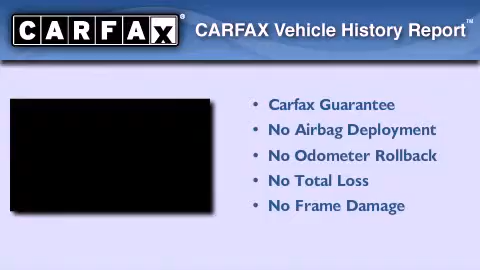 CARFAX® CARFAX Vehicle History Report™
• Carfax Guarantee
• No Airbag Deployment
• No Odometer Rollback
• No Total Loss
• No Frame Damage